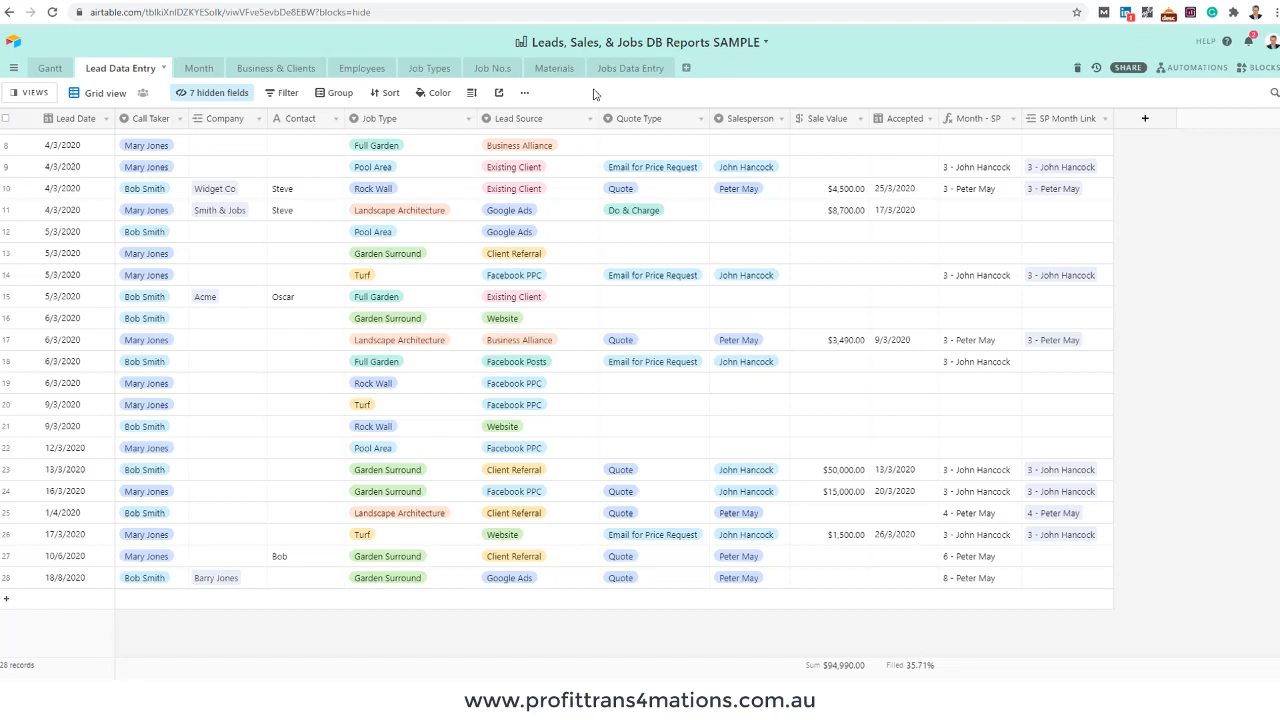 airtable.com/tblkiXnIDZKYESoIk/viwVFve5evbDe8EBW?blocks=hide
1
desc
Leads, Sales, & Jobs DB Reports SAMPLE
HELP 2
Gantt Lead Data Entry Month Business & Clients Employees Job Types Job No.s Materials Jobs Data Entry SHARE AUTOMATIONS BLOCKS
VIEWS Grid view 7 hidden fields Filter Group Sort Color
Lead Date Call Taker Company Contact Job Type Lead Source Quote Type Salesperson Sale Value Accepted Month - SP SP Month Link
8 4/3/2020 Mary Jones Full Garden Business Alliance
9 4/3/2020 Mary Jones Pool Area Existing Client Email for Price Request John Hancock 3 - John Hancock 3 - John Hancock
10 4/3/2020 Bob Smith Widget Co Steve Rock Wall Existing Client Quote Peter May $4,500.00 25/3/2020 3 - Peter May 3 - Peter May
11 4/3/2020 Mary Jones Smith & Jobs Steve Landscape Architecture Google Ads Do & Charge $8,700.00 17/3/2020
12 5/3/2020 Bob Smith Pool Area Google Ads
13 5/3/2020 Mary Jones Garden Surround Client Referral
14 5/3/2020 Mary Jones Turf Facebook PPC Email for Price Request John Hancock 3 - John Hancock 3 - John Hancock
15 5/3/2020 Bob Smith Acme Oscar Full Garden Existing Client
16 6/3/2020 Bob Smith Garden Surround Website
17 6/3/2020 Mary Jones Landscape Architecture Business Alliance Quote Peter May $3,490.00 9/3/2020 3 - Peter May 3 - Peter May
18 6/3/2020 Bob Smith Full Garden Facebook Posts Email for Price Request John Hancock 3 - John Hancock
19 6/3/2020 Mary Jones Rock Wall Facebook PPC
20 9/3/2020 Mary Jones Turf Facebook PPC
21 9/3/2020 Bob Smith Rock Wall Website
22 12/3/2020 Mary Jones Pool Area Facebook PPC
23 13/3/2020 Bob Smith Garden Surround Client Referral Quote John Hancock $50,000.00 13/3/2020 3 - John Hancock 3 - John Hancock
24 16/3/2020 Mary Jones Garden Surround Facebook PPC Quote John Hancock $15,000.00 20/3/2020 3 - John Hancock 3 - John Hancock
25 1/4/2020 Bob Smith Landscape Architecture Client Referral Quote Peter May 4 - Peter May 4 - Peter May
26 17/3/2020 Mary Jones Turf Website Email for Price Request John Hancock $1,500.00 26/3/2020 3 - John Hancock 3 - John Hancock
27 10/6/2020 Mary Jones Bob Garden Surround Client Referral Quote Peter May 6 - Peter May
28 18/8/2020 Bob Smith Barry Jones Garden Surround Google Ads Quote Peter May 8 - Peter May
28 records Sum $94,990.00 Filled 35.71%
www.profittrans4mations.com.au